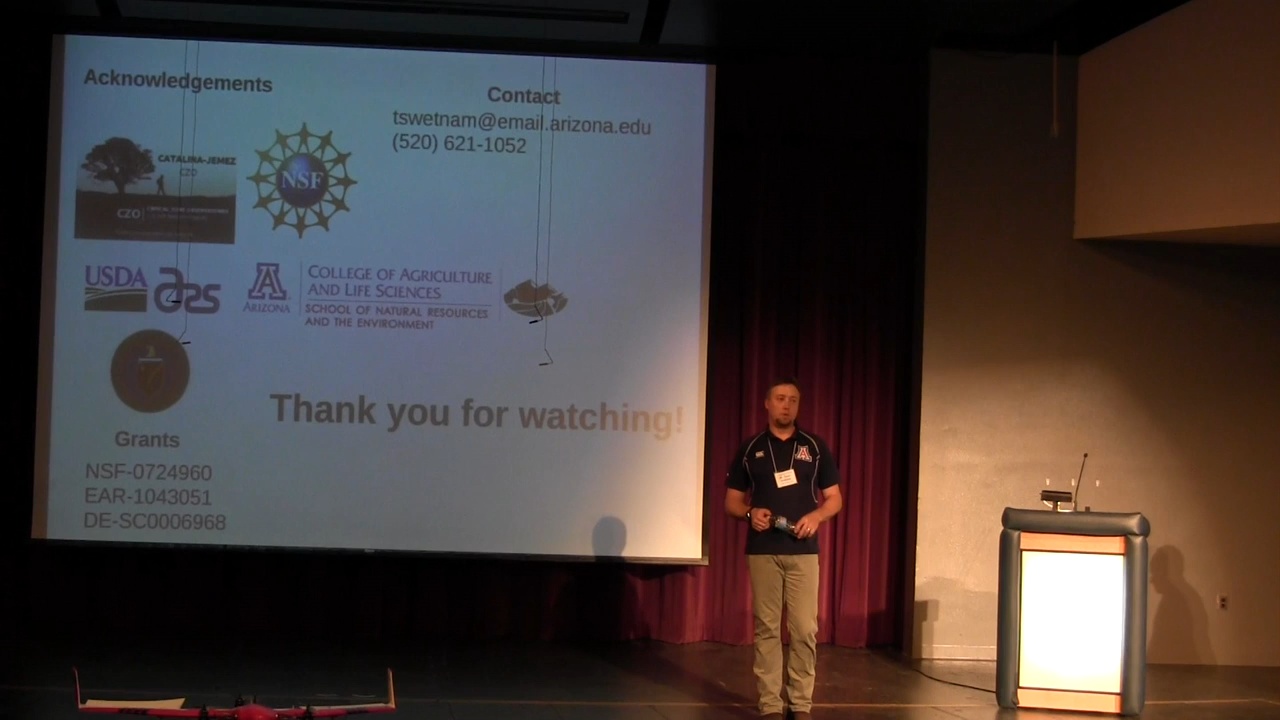 Acknowledgements
Contact
tswetnam@email.arizona.edu
(520) 621-1052
CATALINA-JEMEZ
CZO
CZO
NSF
USDA
ars
A
ARIZONA
COLLEGE OF AGRICULTURE
AND LIFE SCIENCES
SCHOOL OF NATURAL RESOURCES
AND THE ENVIRONMENT
Thank you for watching!
Grants
NSF-0724960
EAR-1043051
DE-SC0006968
A